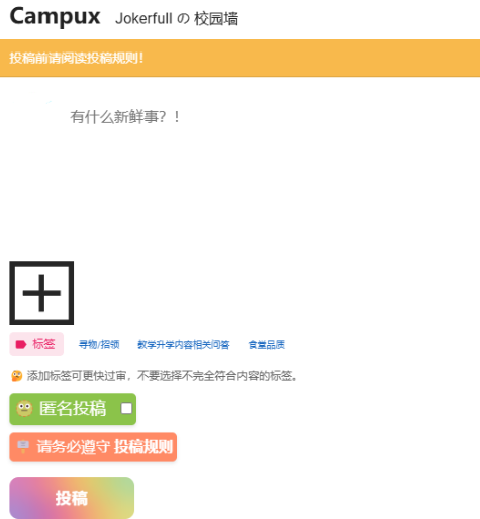 Campux Jokerfull の 校园墙
投稿前请阅读投稿规则！
有什么新鲜事？！
标签 寻物/招领 教学升学内容相关问答 食堂品质
添加标签可更快过审，不要选择不完全符合内容的标签。
匿名投稿
请务必遵守 投稿规则
投稿